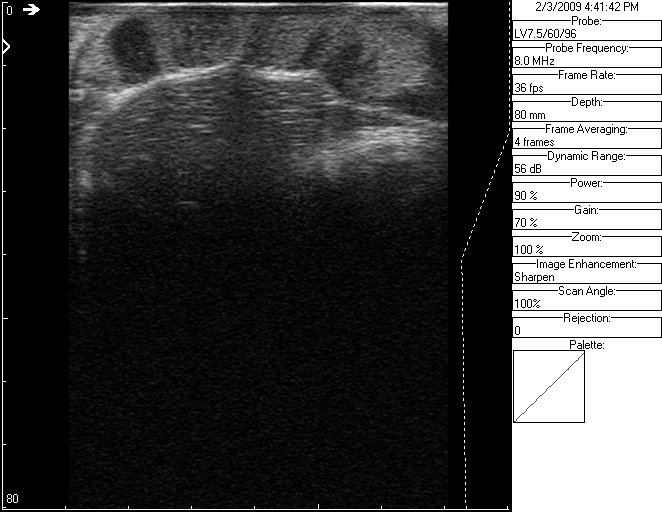 0
2/3/2009 4:41:42 PM
Probe:
LV7.5/60/96
Probe Frequency:
8.0 MHz
Frame Rate:
36 fps
Depth:
80 mm
Frame Averaging:
4 frames
Dynamic Range:
56 dB
Power:
90 %
Gain:
70 %
Zoom:
100 %
Image Enhancement:
Sharpen
Scan Angle:
100%
Rejection:
0
Palette:
80